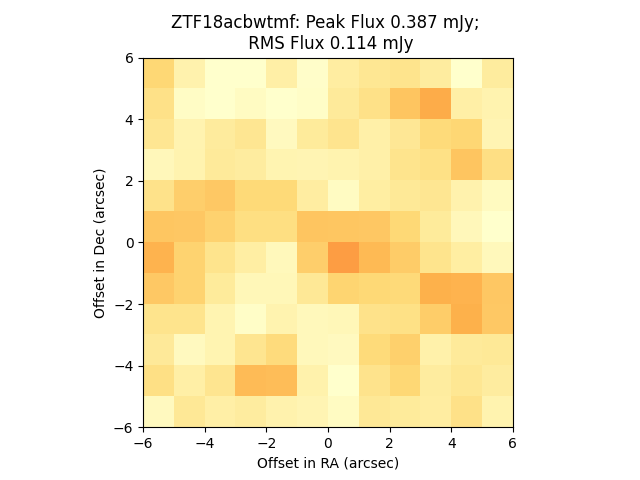 ZTF18acbwtmf: Peak Flux 0.387 mJy;
RMS Flux 0.114 mJy
6
4
2
0
−2
−4
−6
Offset in Dec (arcsec)
−6 −4 −2 0 2 4 6
Offset in RA (arcsec)